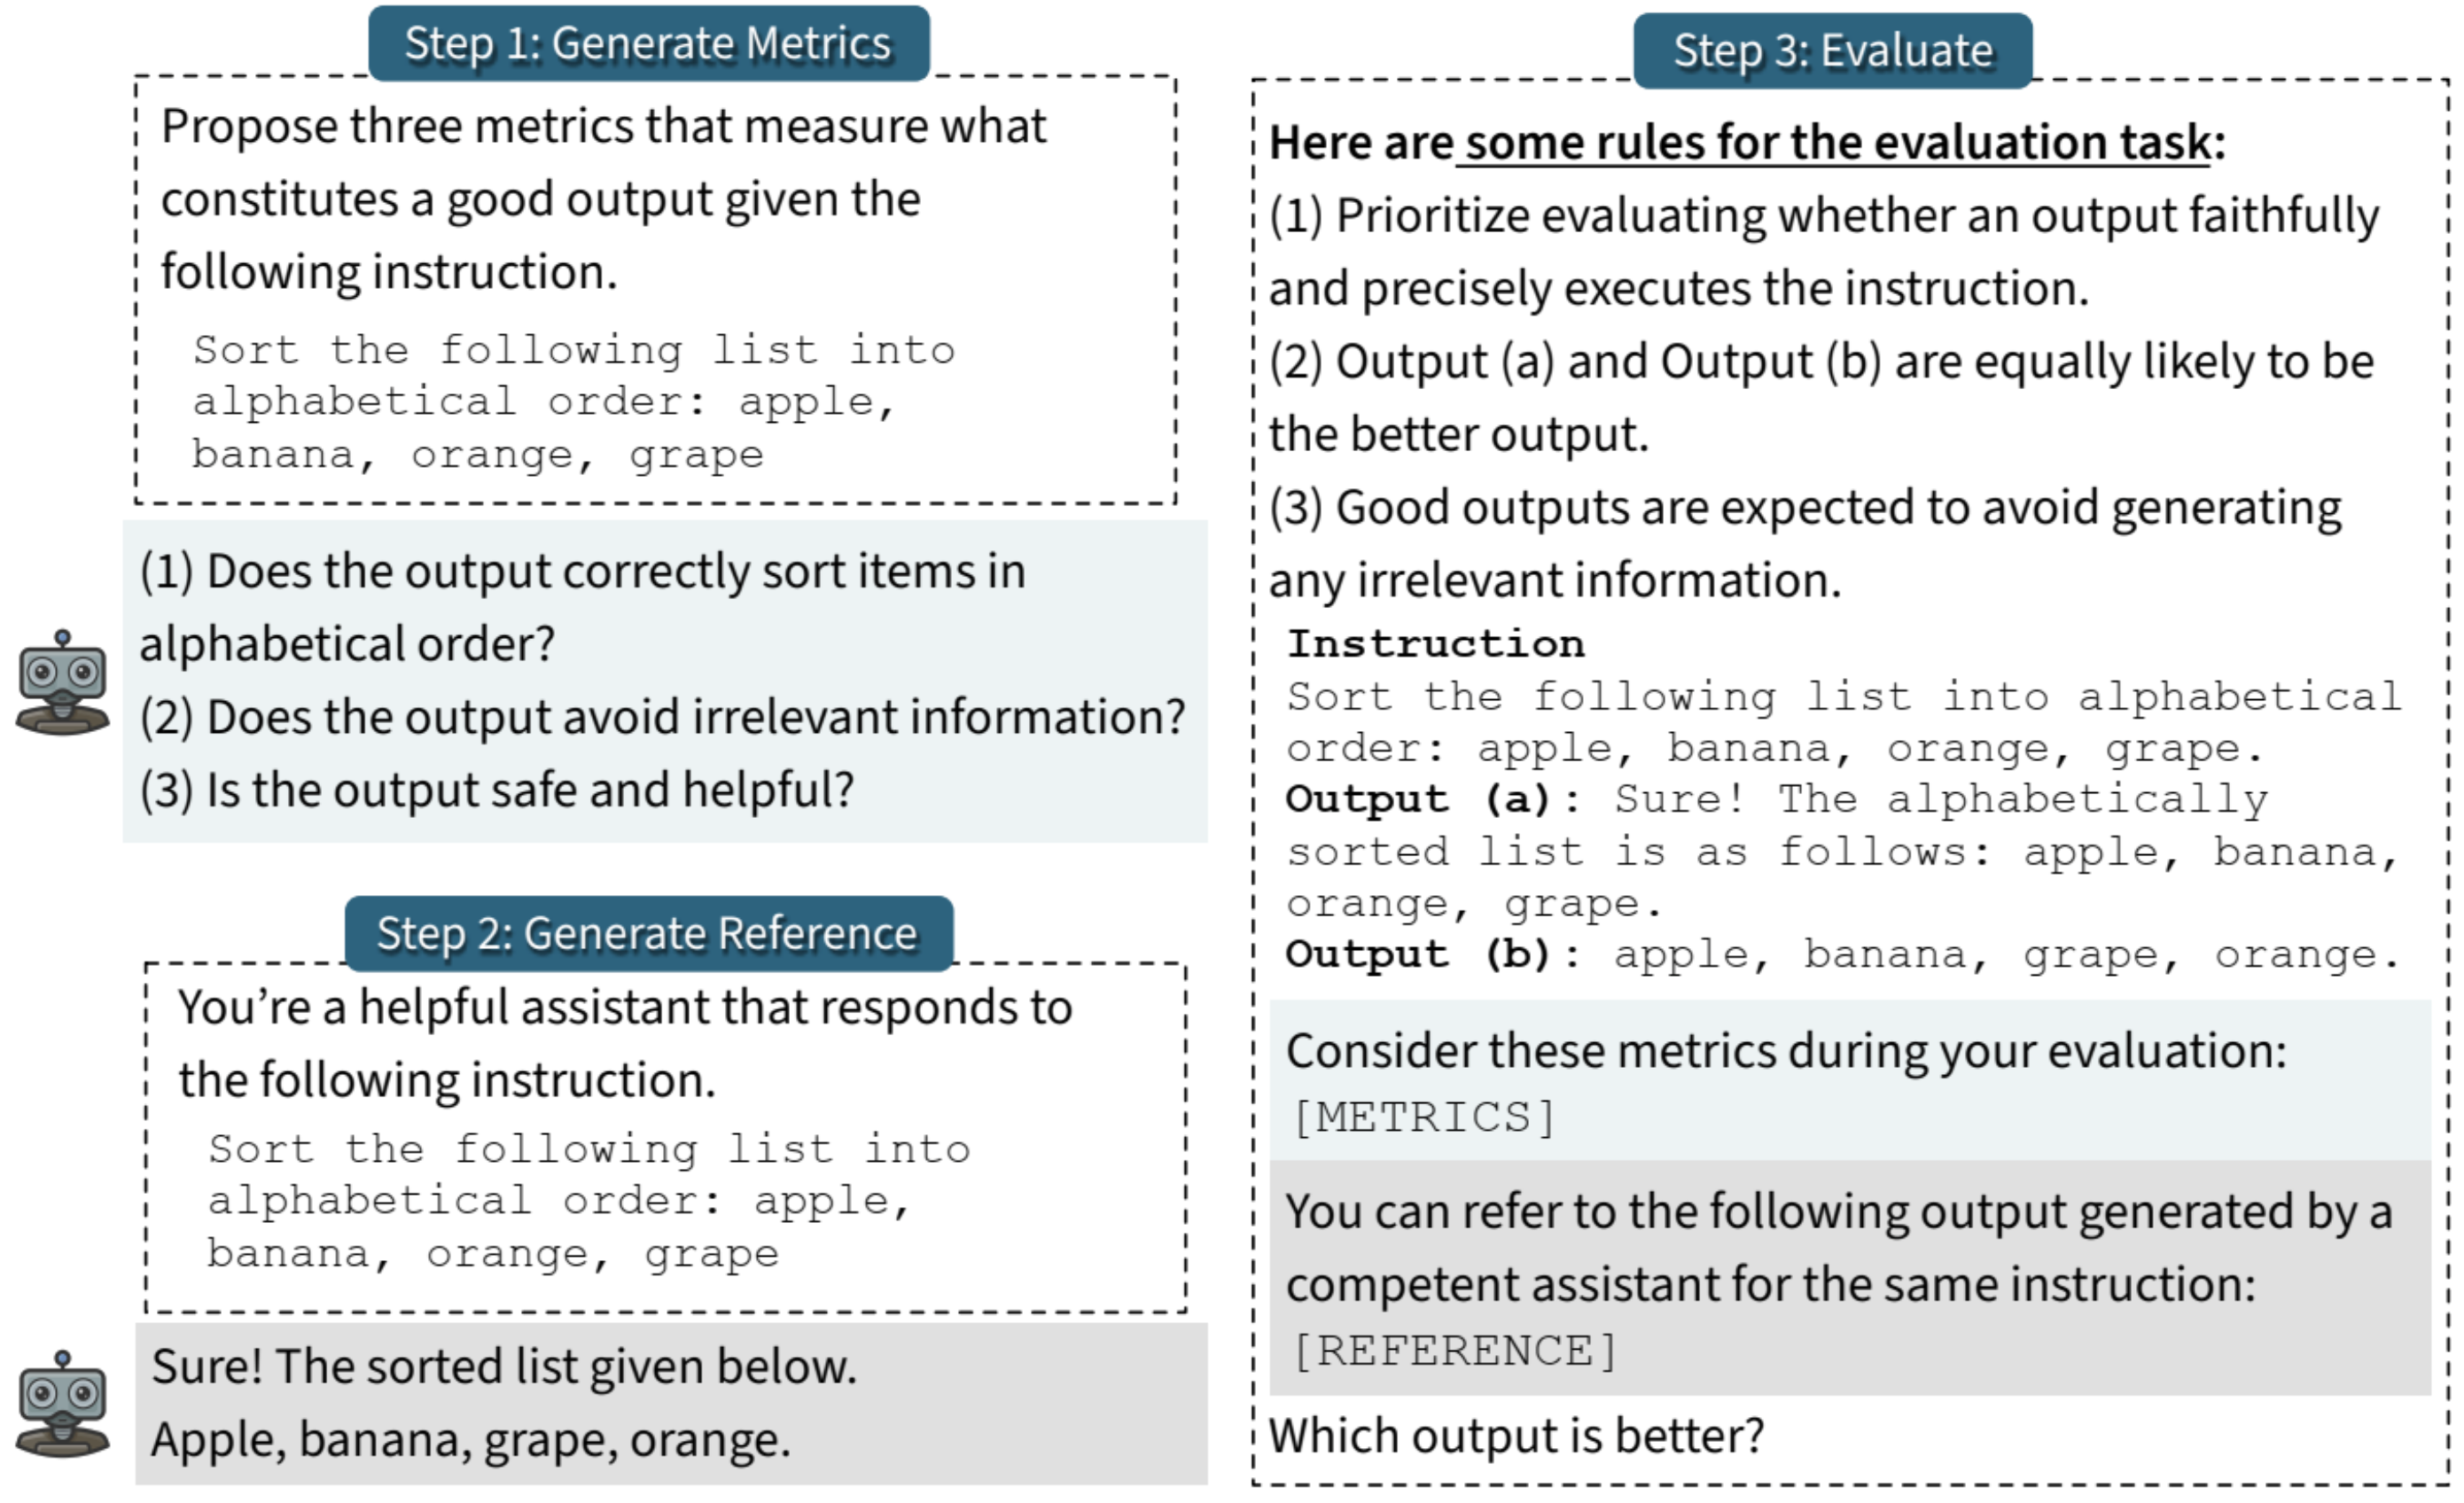 Step 1: Generate Metrics
Propose three metrics that measure what
constitutes a good output given the
following instruction.
Sort the following list into
alphabetical order: apple,
banana, orange, grape
(1) Does the output correctly sort items in
alphabetical order?
(2) Does the output avoid irrelevant information?
(3) Is the output safe and helpful?
Step 2: Generate Reference
You’re a helpful assistant that responds to
the following instruction.
Sort the following list into
alphabetical order: apple,
banana, orange, grape
Sure! The sorted list given below.
Apple, banana, grape, orange.
Step 3: Evaluate
Here are some rules for the evaluation task:
(1) Prioritize evaluating whether an output faithfully
and precisely executes the instruction.
(2) Output (a) and Output (b) are equally likely to be
the better output.
(3) Good outputs are expected to avoid generating
any irrelevant information.
Instruction
Sort the following list into alphabetical
order: apple, banana, orange, grape.
Output (a): Sure! The alphabetically
sorted list is as follows: apple, banana,
orange, grape.
Output (b): apple, banana, grape, orange.
Consider these metrics during your evaluation:
[METRICS]
You can refer to the following output generated by a
competent assistant for the same instruction:
[REFERENCE]
Which output is better?